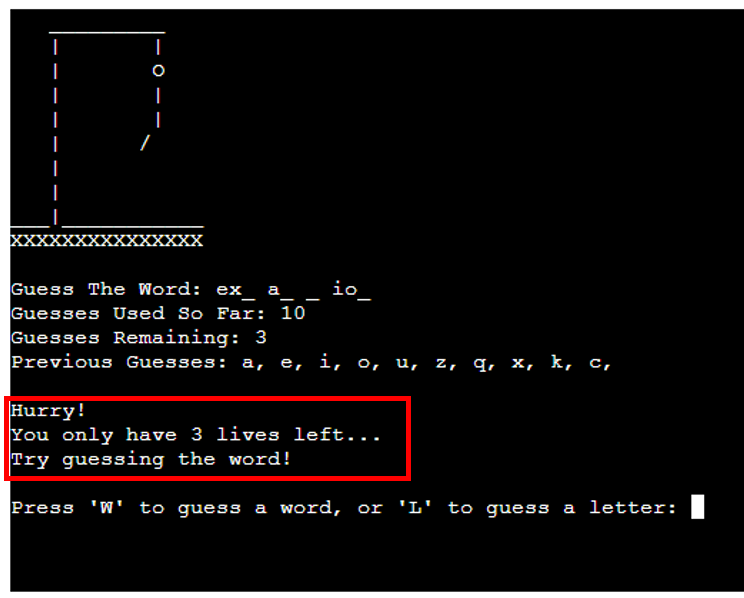 XXXXXXXXXXXXXXX
Guess The Word: ex_ a_ _ io_
Guesses Used So Far: 10
Guesses Remaining: 3
Previous Guesses: a, e, i, o, u, z, q, x, k, c,
Hurry!
You only have 3 lives left...
Try guessing the word!
Press 'W' to guess a word, or 'L' to guess a letter: